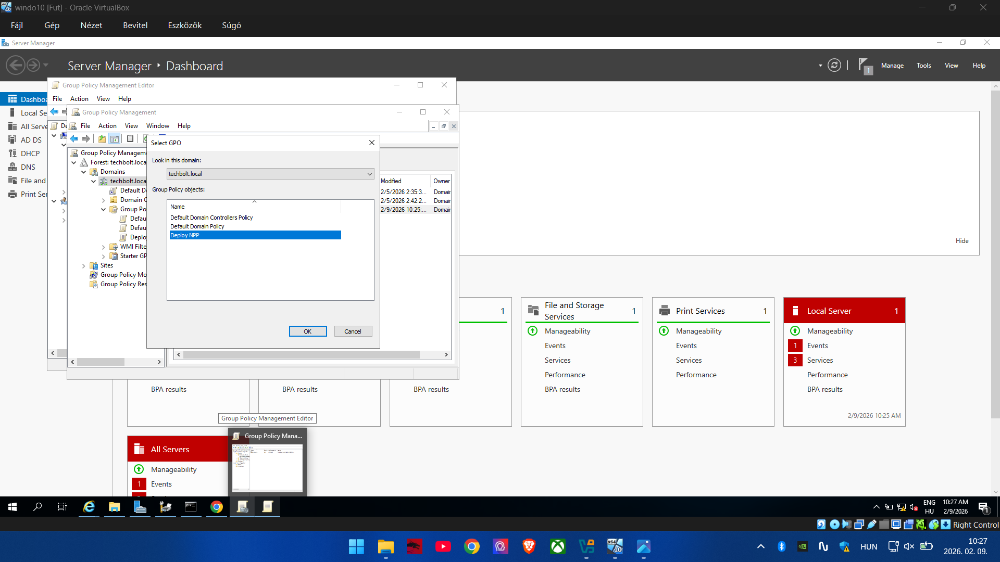 windo10 [Fut] - Oracle VirtualBox
Fájl Gép Nézet Bevitel Eszközök Súgó
Server Manager
Server Manager Dashboard
1
Manage Tools View Help
Local Se
All Serve
AD DS
DHCP
DNS
File and
Print Ser
Group Policy Management Editor
File Action View Help
Group Policy Management
File Action View Window Help
Forest: techbolt.loca
Domains
techbolt.loca
Default D
Domain C
Group Po
Defau
Defau
Deplo
WMI Filte
Starter GP
Sites
Group Policy Mo
Group Policy Res
Select GPO
Look in this domain:
techbolt.local
Group Policy objects:
Name
Default Domain Controllers Policy
Default Domain Policy
Deploy NPP
OK Cancel
Modified Owner
2/5/2026 2:35:3... Domair
2/5/2026 2:42:2... Domair
2/9/2026 10:25:... Domair
Hide
1
File and Storage
Services
1
Manageability
Events
Services
Performance
BPA results
Print Services 1
Manageability
Events
Services
Performance
Local Server 1
Manageability
1 Events
3 Services
Performance
BPA results
2/9/2026 10:25 AM
BPA results
BPA results
BPA results
Group Policy Management Editor
Group Policy Mana...
All Servers
Manageability
1 Events
ENG
HU
10:27 AM
2/9/2026
1
Right Control
x64
10
HUN
10:27
2026. 02. 09.